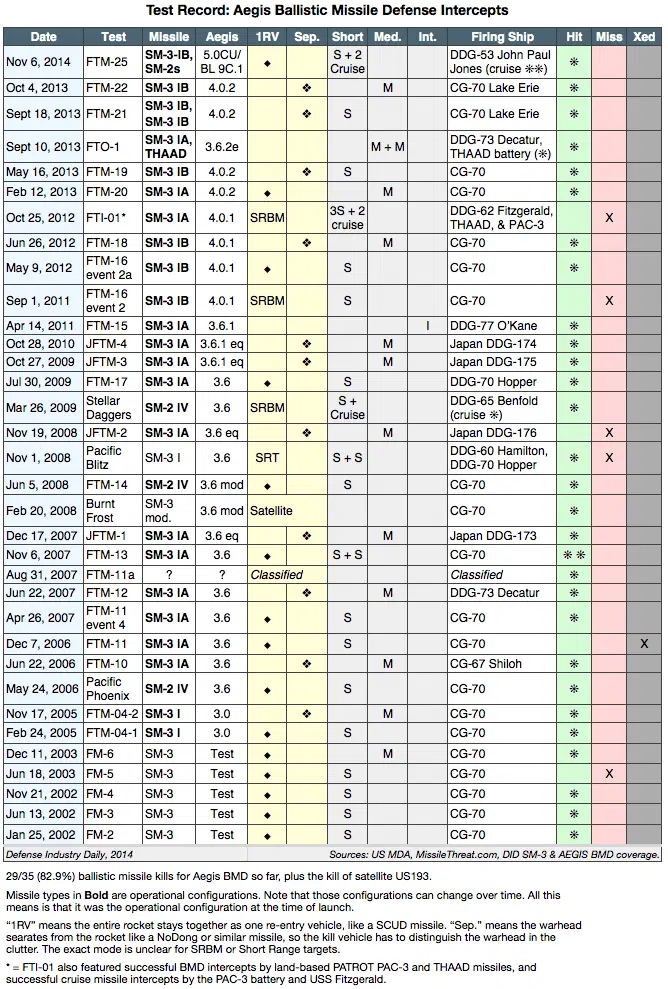 Test Record: Aegis Ballistic Missile Defense Intercepts
Date Test Missile Aegis 1RV Sep. Short Med. Int. Firing Ship Hit Miss Xed
Nov 6, 2014 FTM-25 SM-3-IB, SM-2s 5.0CU/ BL 9C.1 ◆ S + 2 Cruise DDG-53 John Paul Jones (cruise ❊❊) ❊
Oct 4, 2013 FTM-22 SM-3 IB 4.0.2 ❖ M CG-70 Lake Erie ❊
Sept 18, 2013 FTM-21 SM-3 IB, SM-3 IB 4.0.2 ❖ S CG-70 Lake Erie ❊
Sept 10, 2013 FTO-1 SM-3 IA, THAAD 3.6.2e M + M DDG-73 Decatur, THAAD battery (❊) ❊
May 16, 2013 FTM-19 SM-3 IB 4.0.2 ❖ S CG-70 ❊
Feb 12, 2013 FTM-20 SM-3 IA 4.0.2 ◆ M CG-70 ❊
Oct 25, 2012 FTI-01* SM-3 IA 4.0.1 SRBM 3S + 2 cruise DDG-62 Fitzgerald, THAAD, & PAC-3 X
Jun 26, 2012 FTM-18 SM-3 IB 4.0.1 ❖ M CG-70 ❊
May 9, 2012 FTM-16 event 2a SM-3 IB 4.0.1 ◆ S CG-70 ❊
Sep 1, 2011 FTM-16 event 2 SM-3 IB 4.0.1 SRBM S CG-70 X
Apr 14, 2011 FTM-15 SM-3 IA 3.6.1 I DDG-77 O'Kane ❊
Oct 28, 2010 JFTM-4 SM-3 IA 3.6.1 eq ❖ M Japan DDG-174 ❊
Oct 27, 2009 JFTM-3 SM-3 IA 3.6.1 eq ❖ M Japan DDG-175 ❊
Jul 30, 2009 FTM-17 SM-3 IA 3.6 ◆ S DDG-70 Hopper ❊
Mar 26, 2009 Stellar Daggers SM-2 IV 3.6 SRBM S + Cruise DDG-65 Benfold (cruise ❊) ❊
Nov 19, 2008 JFTM-2 SM-3 IA 3.6 eq ❖ M Japan DDG-176 X
Nov 1, 2008 Pacific Blitz SM-3 I 3.6 SRT S + S DDG-60 Hamilton, DDG-70 Hopper ❊ X
Jun 5, 2008 FTM-14 SM-2 IV 3.6 mod ◆ S CG-70 ❊
Feb 20, 2008 Burnt Frost SM-3 mod. 3.6 mod Satellite CG-70 ❊
Dec 17, 2007 JFTM-1 SM-3 IA 3.6 eq ❖ M Japan DDG-173 ❊
Nov 6, 2007 FTM-13 SM-3 IA 3.6 ◆ S + S CG-70 ❊ ❊
Aug 31, 2007 FTM-11a ? ? Classified Classified ❊
Jun 22, 2007 FTM-12 SM-3 IA 3.6 ❖ M DDG-73 Decatur ❊
Apr 26, 2007 FTM-11 event 4 SM-3 IA 3.6 ◆ S CG-70 ❊
Dec 7, 2006 FTM-11 SM-3 IA 3.6 ◆ S CG-70 X
Jun 22, 2006 FTM-10 SM-3 IA 3.6 ❖ M CG-67 Shiloh ❊
May 24, 2006 Pacific Phoenix SM-2 IV 3.6 ◆ S CG-70 ❊
Nov 17, 2005 FTM-04-2 SM-3 I 3.0 ❖ M CG-70 ❊
Feb 24, 2005 FTM-04-1 SM-3 I 3.0 ◆ S CG-70 ❊
Dec 11, 2003 FM-6 SM-3 Test ◆ M CG-70 ❊
Jun 18, 2003 FM-5 SM-3 Test ◆ S CG-70 X
Nov 21, 2002 FM-4 SM-3 Test ◆ S CG-70 ❊
Jun 13, 2002 FM-3 SM-3 Test ◆ S CG-70 ❊
Jan 25, 2002 FM-2 SM-3 Test ◆ S CG-70 ❊
Defense Industry Daily, 2014 Sources: US MDA, MissileThreat.com, DID SM-3 & AEGIS BMD coverage.
29/35 (82.9%) ballistic missile kills for Aegis BMD so far, plus the kill of satellite US193.
Missile types in Bold are operational configurations. Note that those configurations can change over time. All this
means is that it was the operational configuration at the time of launch.
"1RV" means the entire rocket stays together as one re-entry vehicle, like a SCUD missile. "Sep." means the warhead
searates from the rocket like a NoDong or similar missile, so the kill vehicle has to distinguish the warhead in the
clutter. The exact mode is unclear for SRBM or Short Range targets.
* = FTI-01 also featured successful BMD intercepts by land-based PATROT PAC-3 and THAAD missiles, and
successful cruise missile intercepts by the PAC-3 battery and USS Fitzgerald.